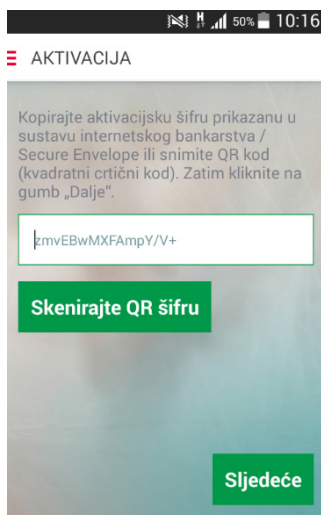 50% 10:16
AKTIVACIJA
Kopirajte aktivacijsku šifru prikazanu u
sustavu internetskog bankarstva /
Secure Envelope ili snimite QR kod
(kvadratni crtični kod). Zatim kliknite na
gumb „Dalje“.
zmvEBwMXFAmpY/V+
Skenirajte QR šifru
Sljedeće